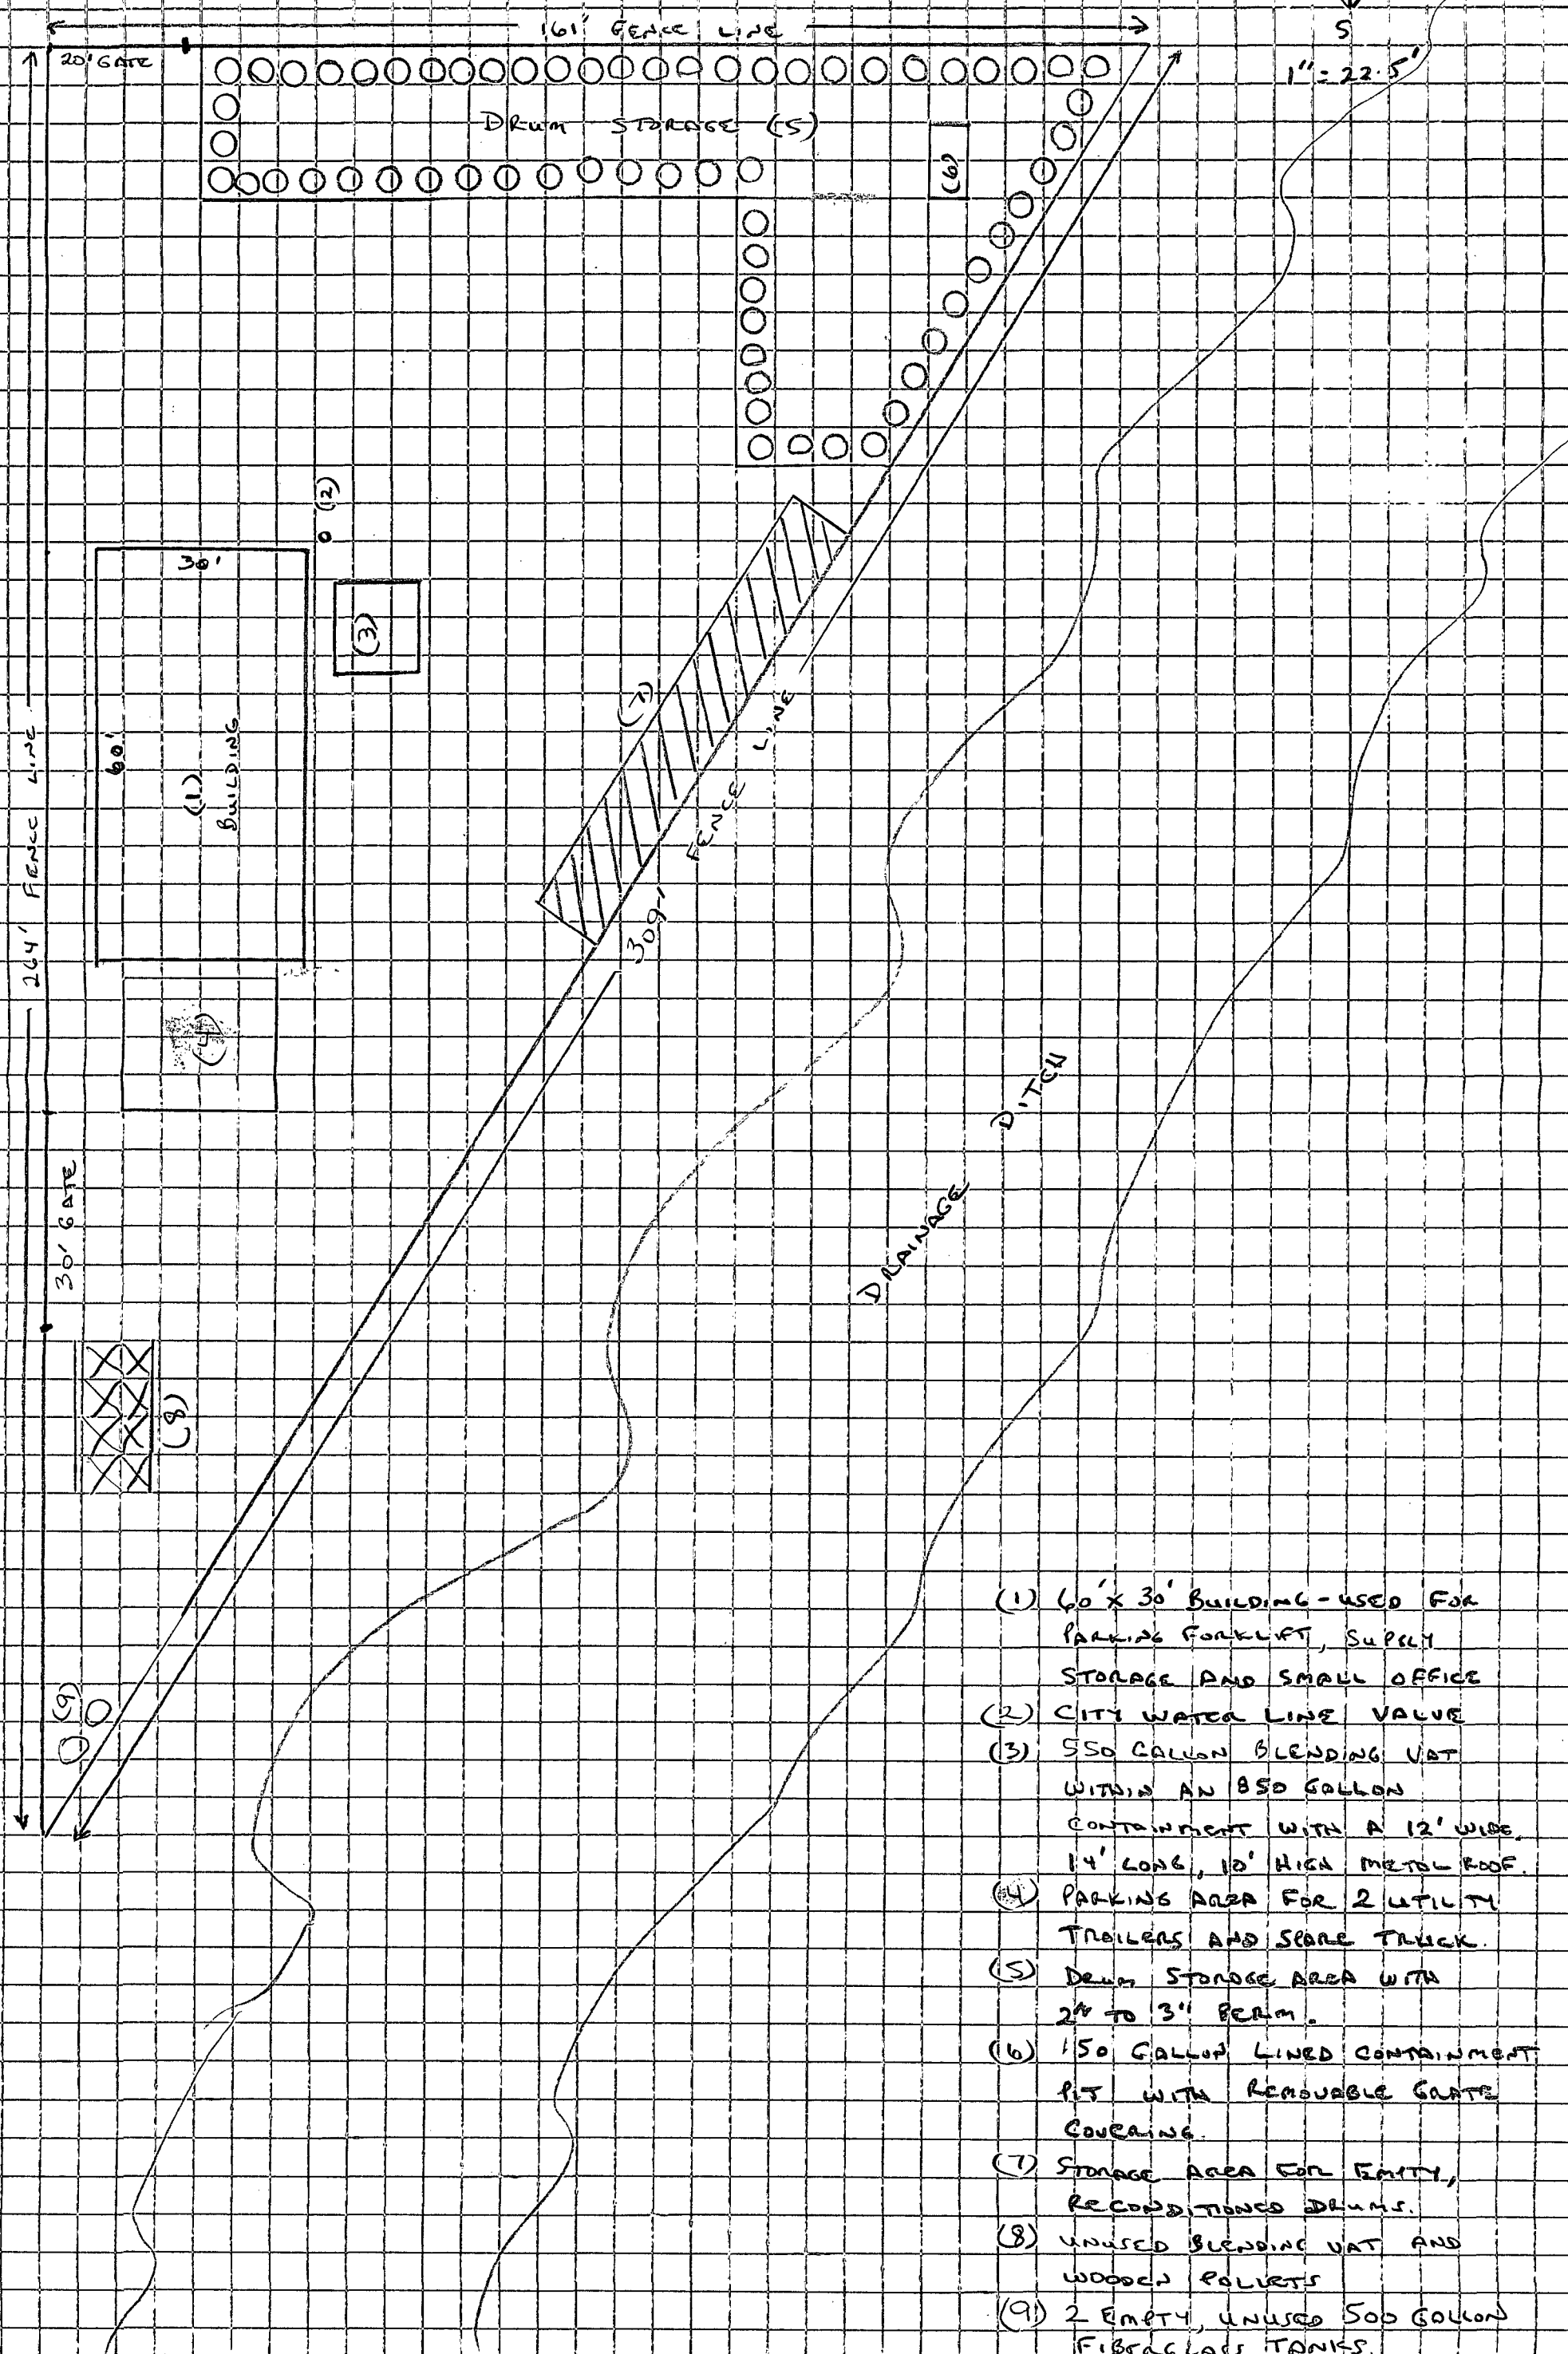 161' FENCE LINE
S
20' GATE
1" = 22.5'
DRUM STORAGE (5)
(6)
(2)
30'
(3)
60'
(1)
BUILDING
(7)
264' FENCE LINE
309' FENCE LINE
(4)
DRAINAGE DITCH
30' GATE
(8)
(9)
(1) 60' X 30' BUILDING - USED FOR
PARKING FORKLIFT, SUPPLY
STORAGE AND SMALL OFFICE
(2) CITY WATER LINE VALVE
(3) 550 GALLON BLENDING VAT
WITHIN AN 850 GALLON
CONTAINMENT WITH A 12' WIDE,
14' LONG, 10' HIGH METAL ROOF.
(4) PARKING AREA FOR 2 UTILITY
TRAILERS AND SPARE TRUCK.
(5) DRUM STORAGE AREA WITH
2" TO 3" BERM.
(6) 150 GALLON LINED CONTAINMENT
PIT WITH REMOVABLE GRATE
COVERING.
(7) STORAGE AREA FOR EMPTY,
RECONDITIONED DRUMS.
(8) UNUSED BLENDING VAT AND
WOODEN PALLETS
(9) 2 EMPTY, UNUSED 500 GALLON
FIBERGLASS TANKS.